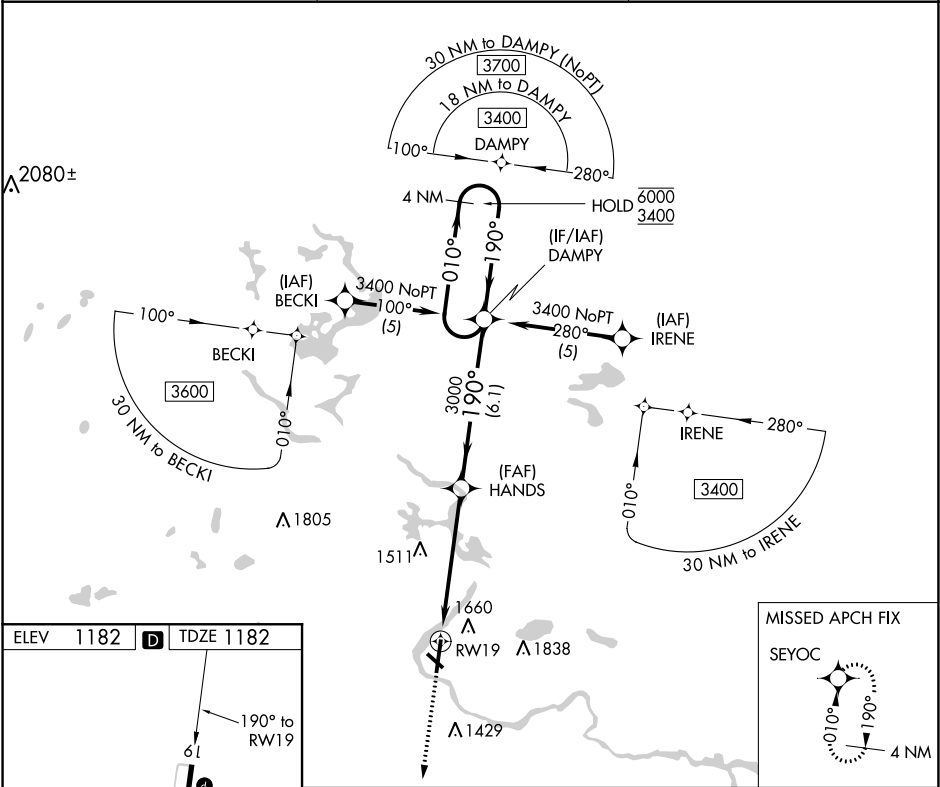 30 NM to DAMPY (NoPT)
3700
18 NM to DAMPY
3400
DAMPY
100°
280°
2080±
4 NM
HOLD 6000
3400
010°
190°
(IF/IAF)
DAMPY
(IAF)
BECKI
3400 NoPT
100°
(5)
3400 NoPT
280°
(5)
(IAF)
IRENE
100°
BECKI
3600
010°
30 NM to BECKI
3000
190°
(6.1)
IRENE
280°
3400
010°
30 NM to IRENE
(FAF)
HANDS
1805
1511
1660
RW19
1838
1429
ELEV 1182 D TDZE 1182
190° to
RW19
19
MISSED APCH FIX
SEYOC
010°
190°
4 NM